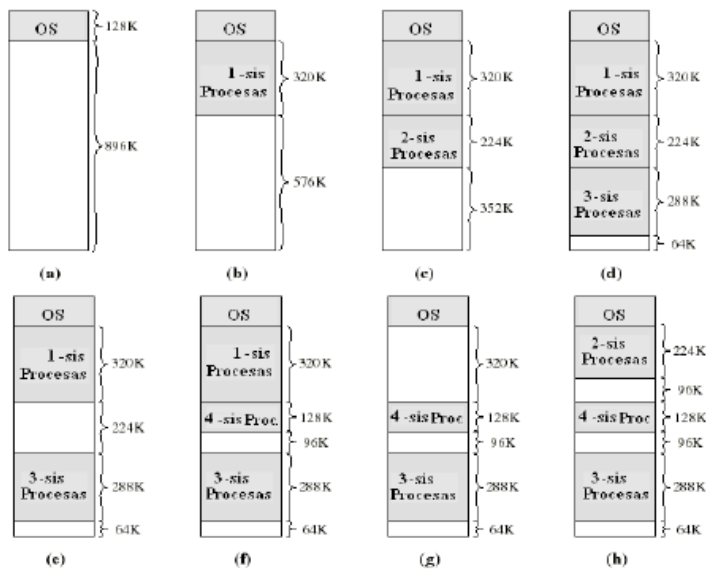 OS
128K
896K
(a)
OS
1-sis
Procesas
320K
576K
(b)
OS
1-sis
Procesas
320K
2-sis
Procesas
224K
352K
(c)
OS
1-sis
Procesas
320K
2-sis
Procesas
224K
3-sis
Procesas
288K
64K
(d)
OS
1-sis
Procesas
320K
224K
3-sis
Procesas
288K
64K
(e)
OS
1-sis
Procesas
320K
4-sis Proc.
128K
96K
3-sis
Procesas
288K
64K
(f)
OS
320K
4-sis Proc
128K
96K
3-sis
Procesas
288K
64K
(g)
OS
2-sis
Procesas
224K
96K
4-sis Proc
128K
96K
3-sis
Procesas
288K
64K
(h)